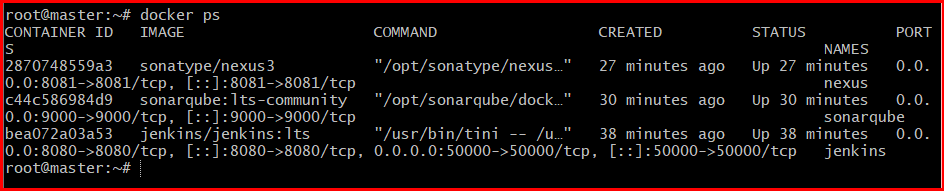 root@master:~# docker ps
CONTAINER ID   IMAGE                    COMMAND                  CREATED          STATUS          PORT
S                                                                                                         NAMES
2870748559a3   sonatype/nexus3          "/opt/sonatype/nexus…"   27 minutes ago   Up 27 minutes   0.0.
0.0:8081->8081/tcp, [::]:8081->8081/tcp                                                                   nexus
c44c586984d9   sonarqube:lts-community   "/opt/sonarqube/dock…"   30 minutes ago   Up 30 minutes   0.0.
0.0:9000->9000/tcp, [::]:9000->9000/tcp                                                                   sonarqube
bea072a03a53   jenkins/jenkins:lts      "/usr/bin/tini -- /u…"   38 minutes ago   Up 38 minutes   0.0.
0.0:8080->8080/tcp, [::]:8080->8080/tcp, 0.0.0.0:50000->50000/tcp, [::]:50000->50000/tcp   jenkins
root@master:~#